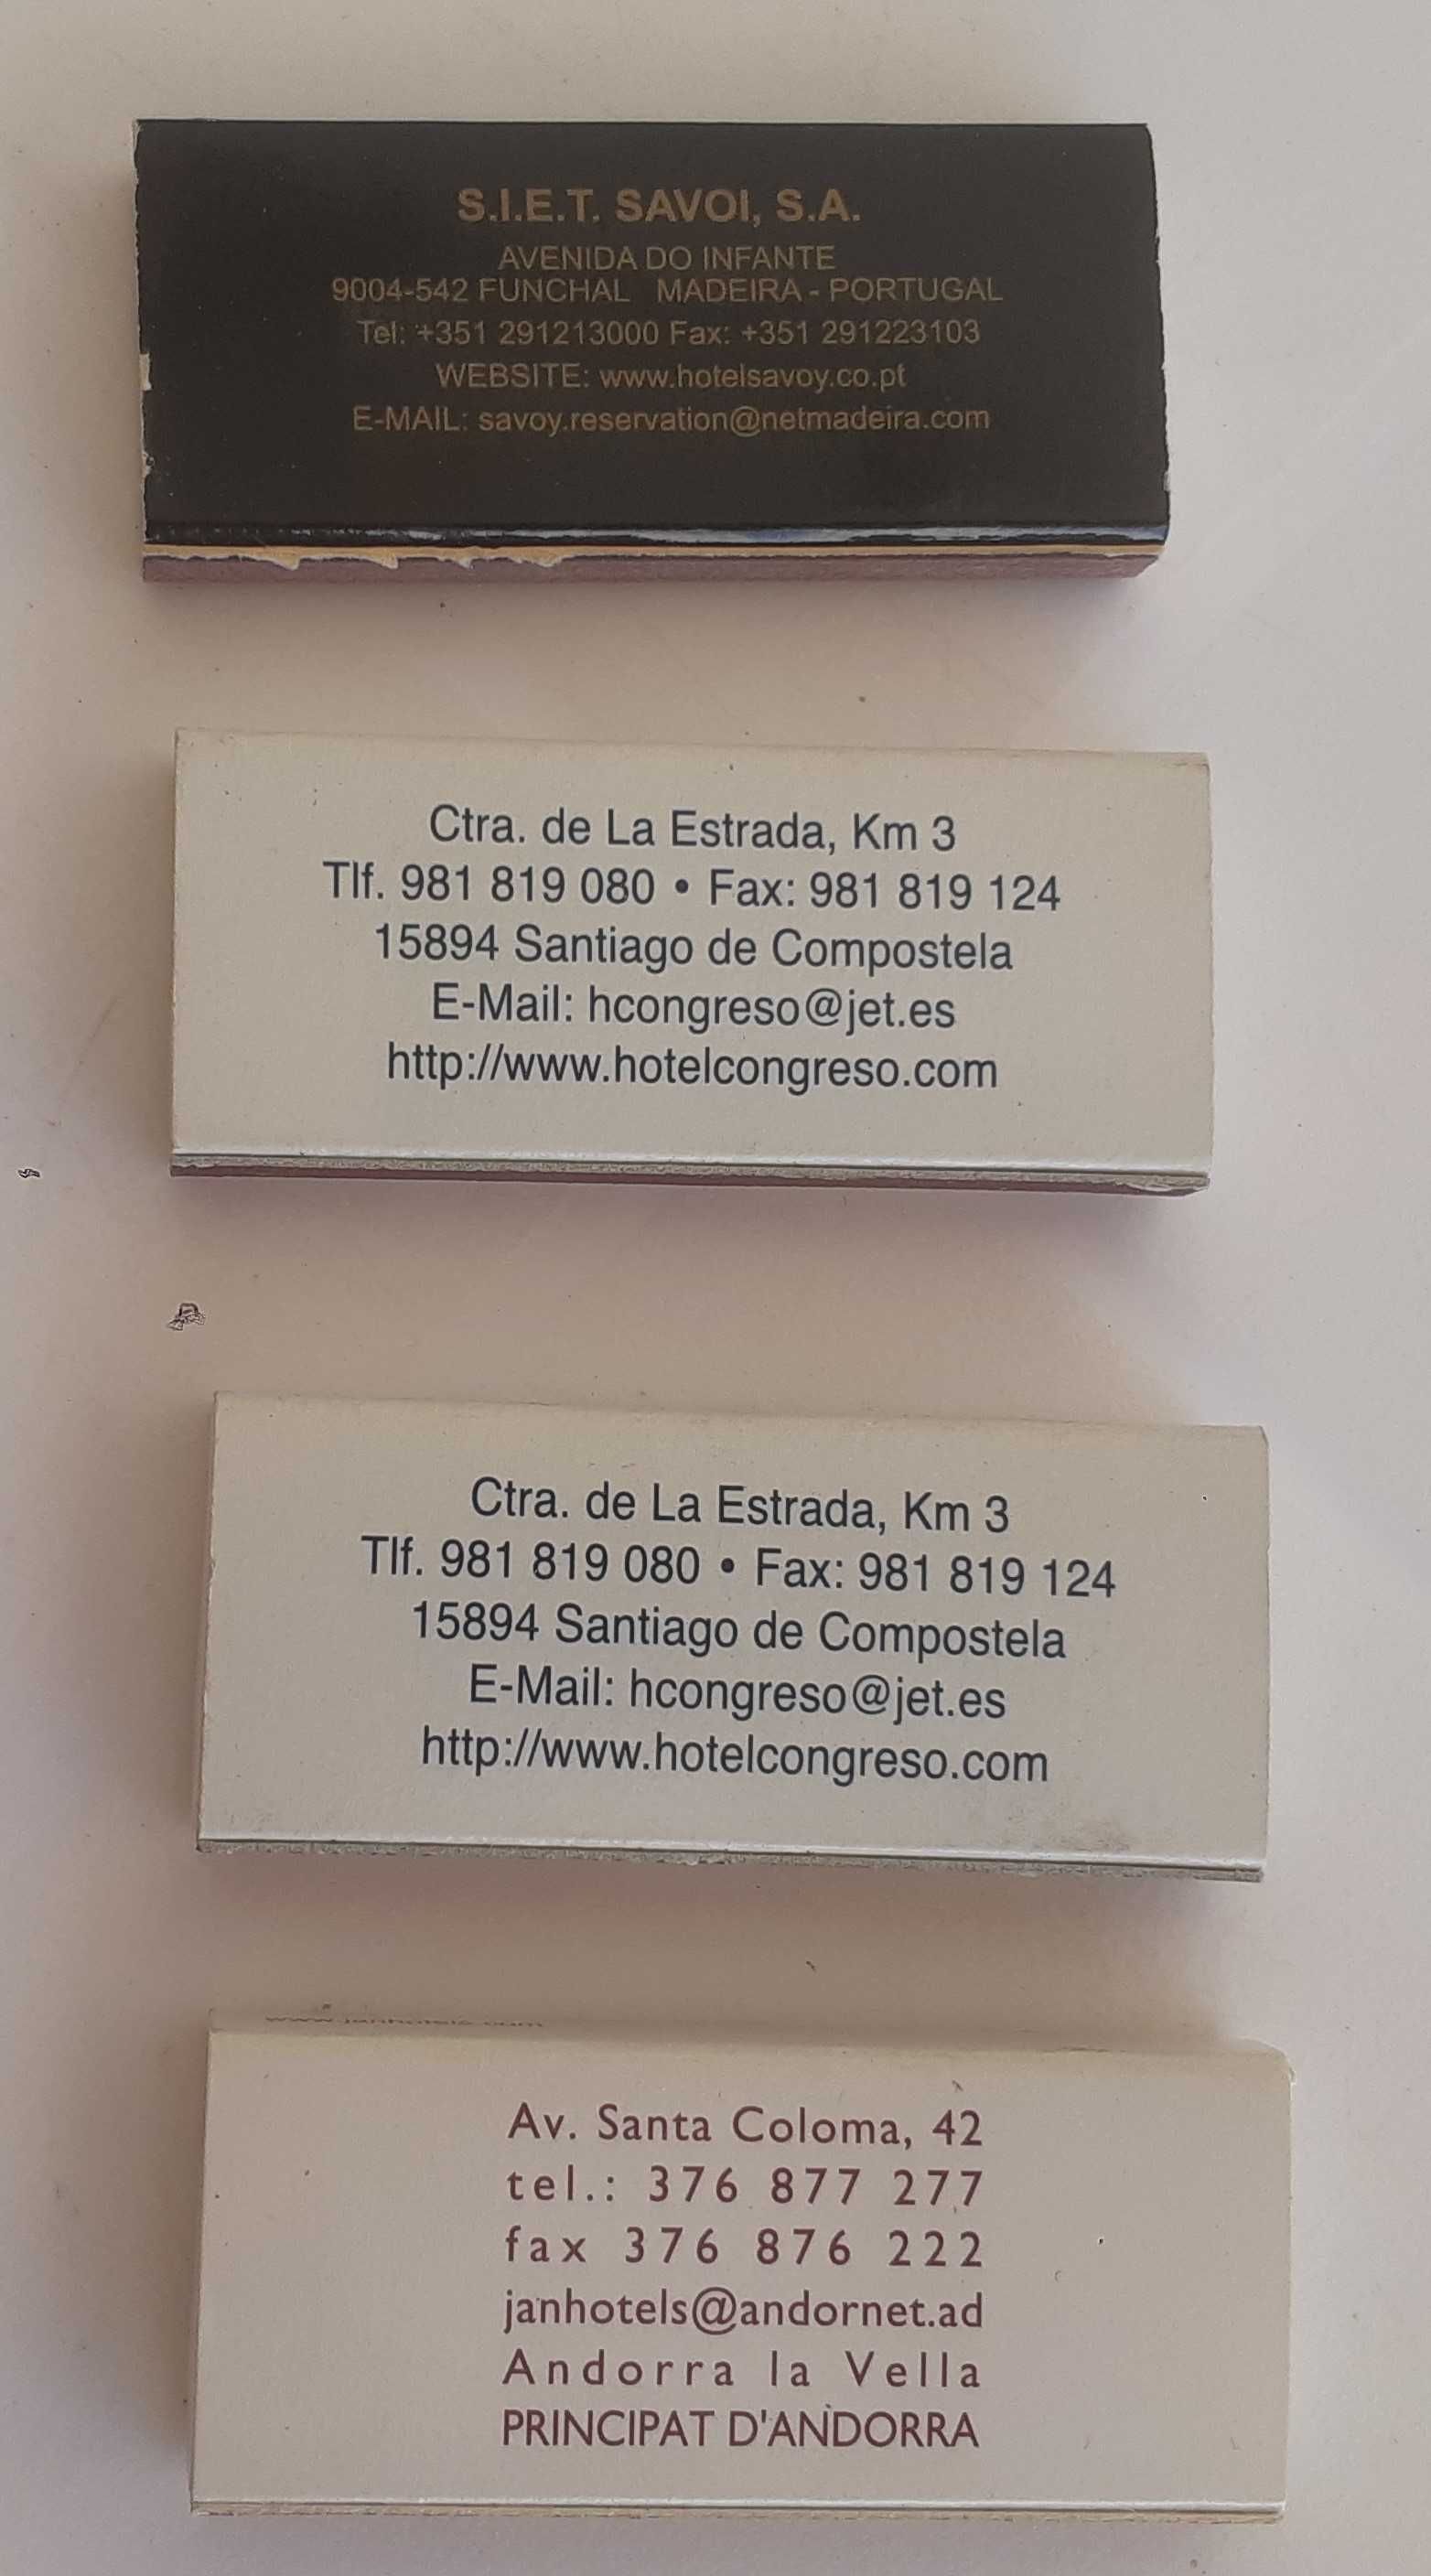 S.I.E.T. SAVOI, S.A.
AVENIDA DO INFANTE
9004-542 FUNCHAL MADEIRA - PORTUGAL
Tel: +351 291213000 Fax: +351 291223103
WEBSITE: www.hotelsavoy.co.pt
E-MAIL: savoy.reservation@netmadeira.com
Ctra. de La Estrada, Km 3
Tlf. 981 819 080 • Fax: 981 819 124
15894 Santiago de Compostela
E-Mail: hcongreso@jet.es
http://www.hotelcongreso.com
Ctra. de La Estrada, Km 3
Tlf. 981 819 080 • Fax: 981 819 124
15894 Santiago de Compostela
E-Mail: hcongreso@jet.es
http://www.hotelcongreso.com
www.janhotels.com
Av. Santa Coloma, 42
tel.: 376 877 277
fax 376 876 222
janhotels@andornet.ad
Andorra la Vella
PRINCIPAT D'ANDORRA